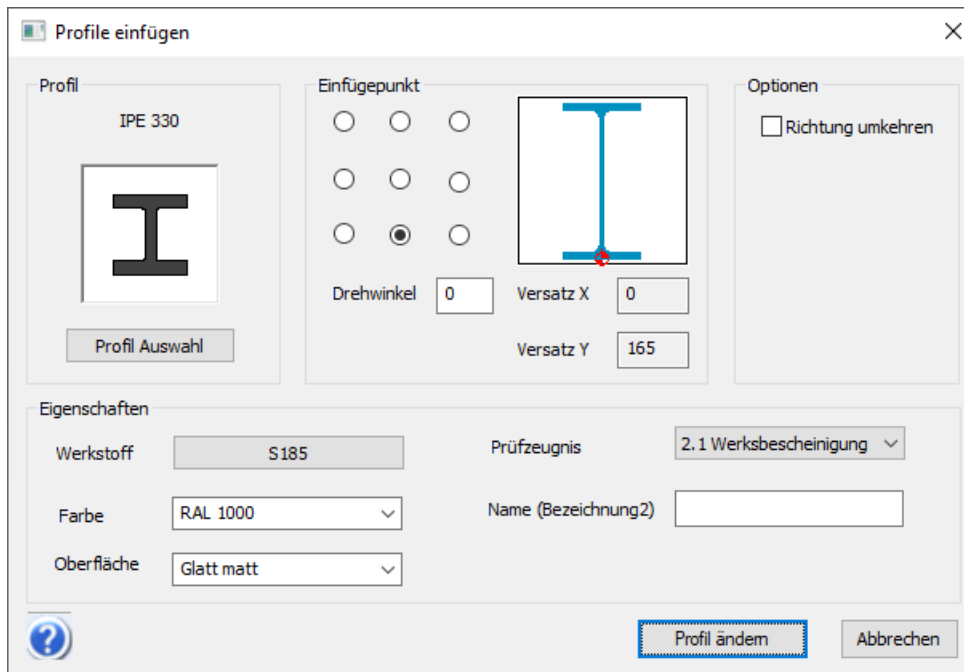 Profile einfügen
Profil
IPE 330
Profil Auswahl
Einfügepunkt
Drehwinkel 0
Versatz X 0
Versatz Y 165
Optionen
Richtung umkehren
Eigenschaften
Werkstoff S185
Farbe RAL 1000
Oberfläche Glatt matt
Prüfzeugnis 2.1 Werksbescheinigung
Name (Bezeichnung2)
?
Profil ändern
Abbrechen